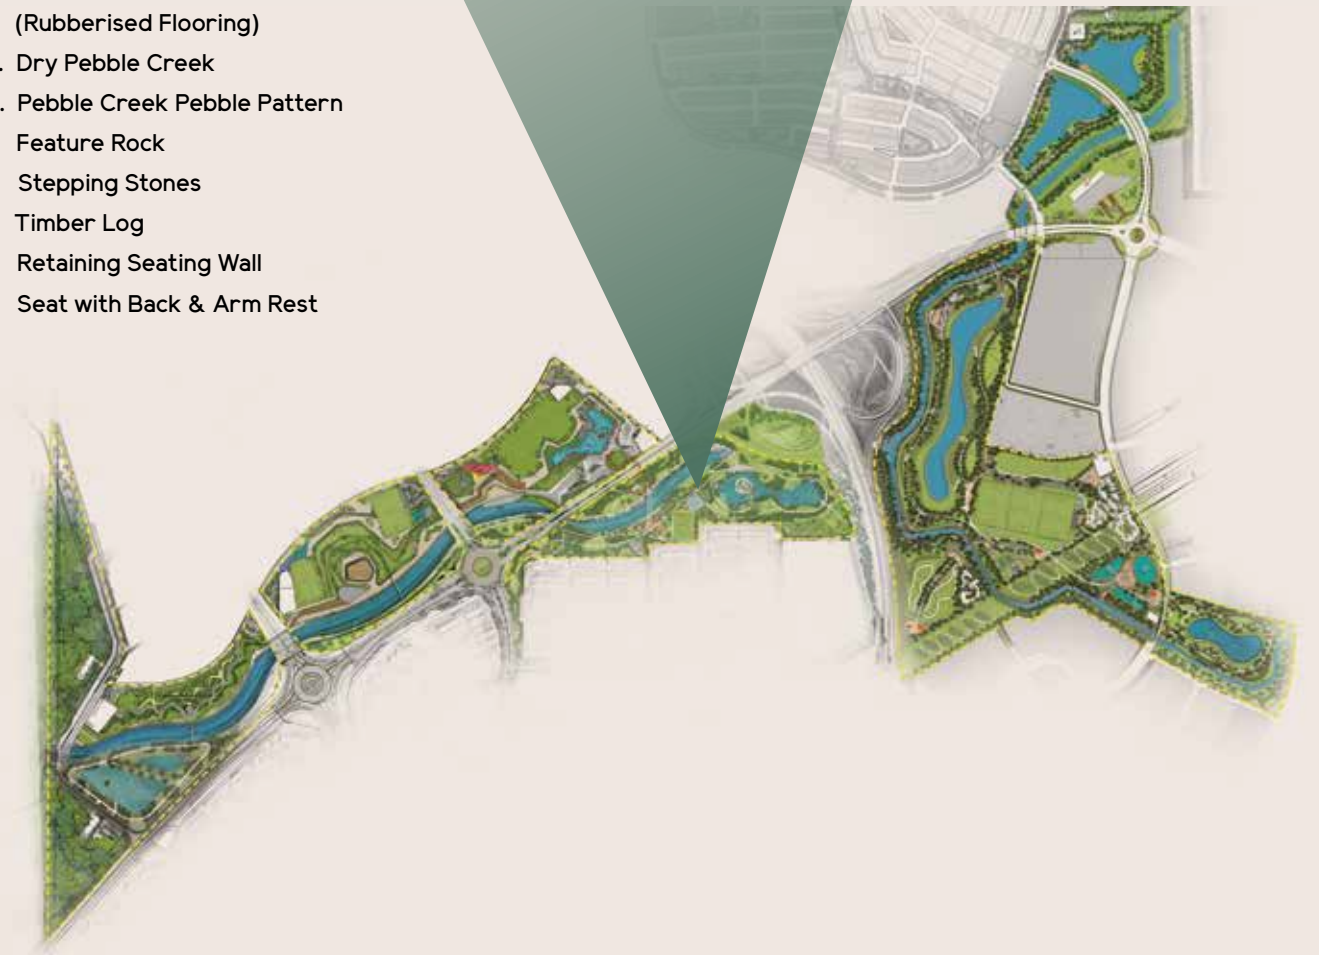 (Rubberised Flooring)
. Dry Pebble Creek
. Pebble Creek Pebble Pattern
Feature Rock
Stepping Stones
Timber Log
Retaining Seating Wall
Seat with Back & Arm Rest